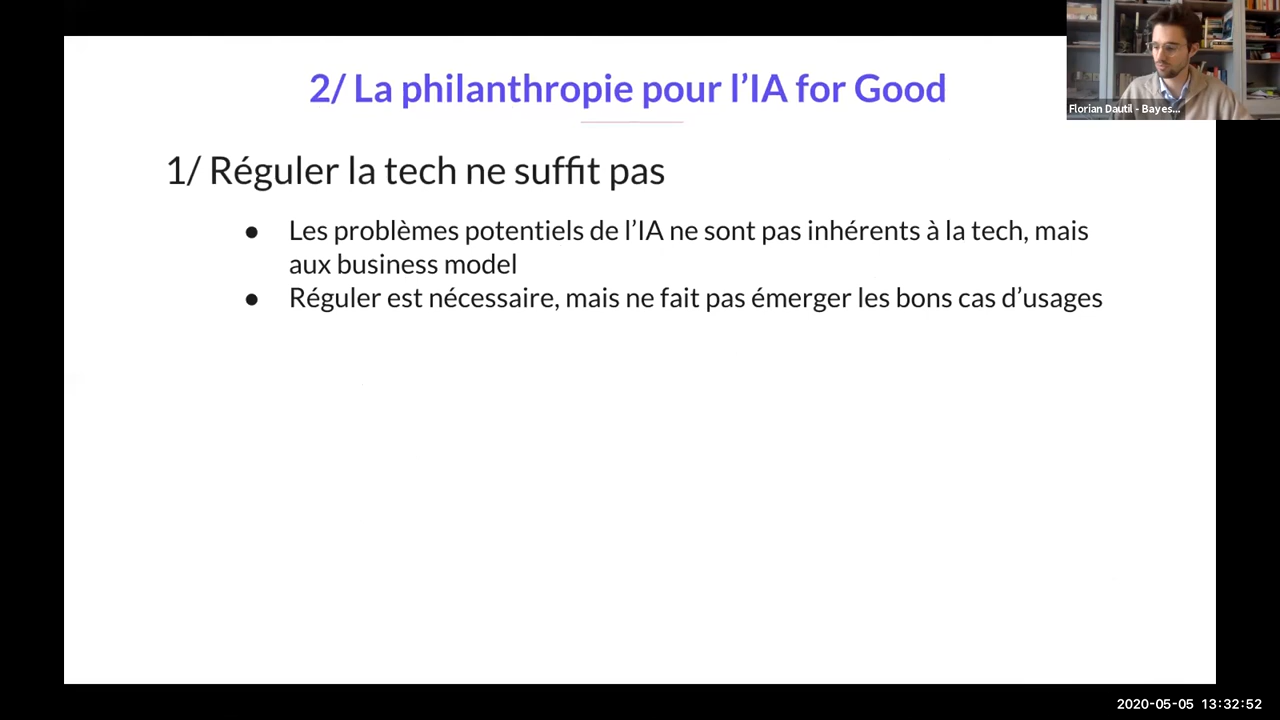 2/ La philanthropie pour l’IA for Good
Florian Dautil - Bayes...
1/ Réguler la tech ne suffit pas
● Les problèmes potentiels de l’IA ne sont pas inhérents à la tech, mais
aux business model
● Réguler est nécessaire, mais ne fait pas émerger les bons cas d’usages
2020-05-05 13:32:52